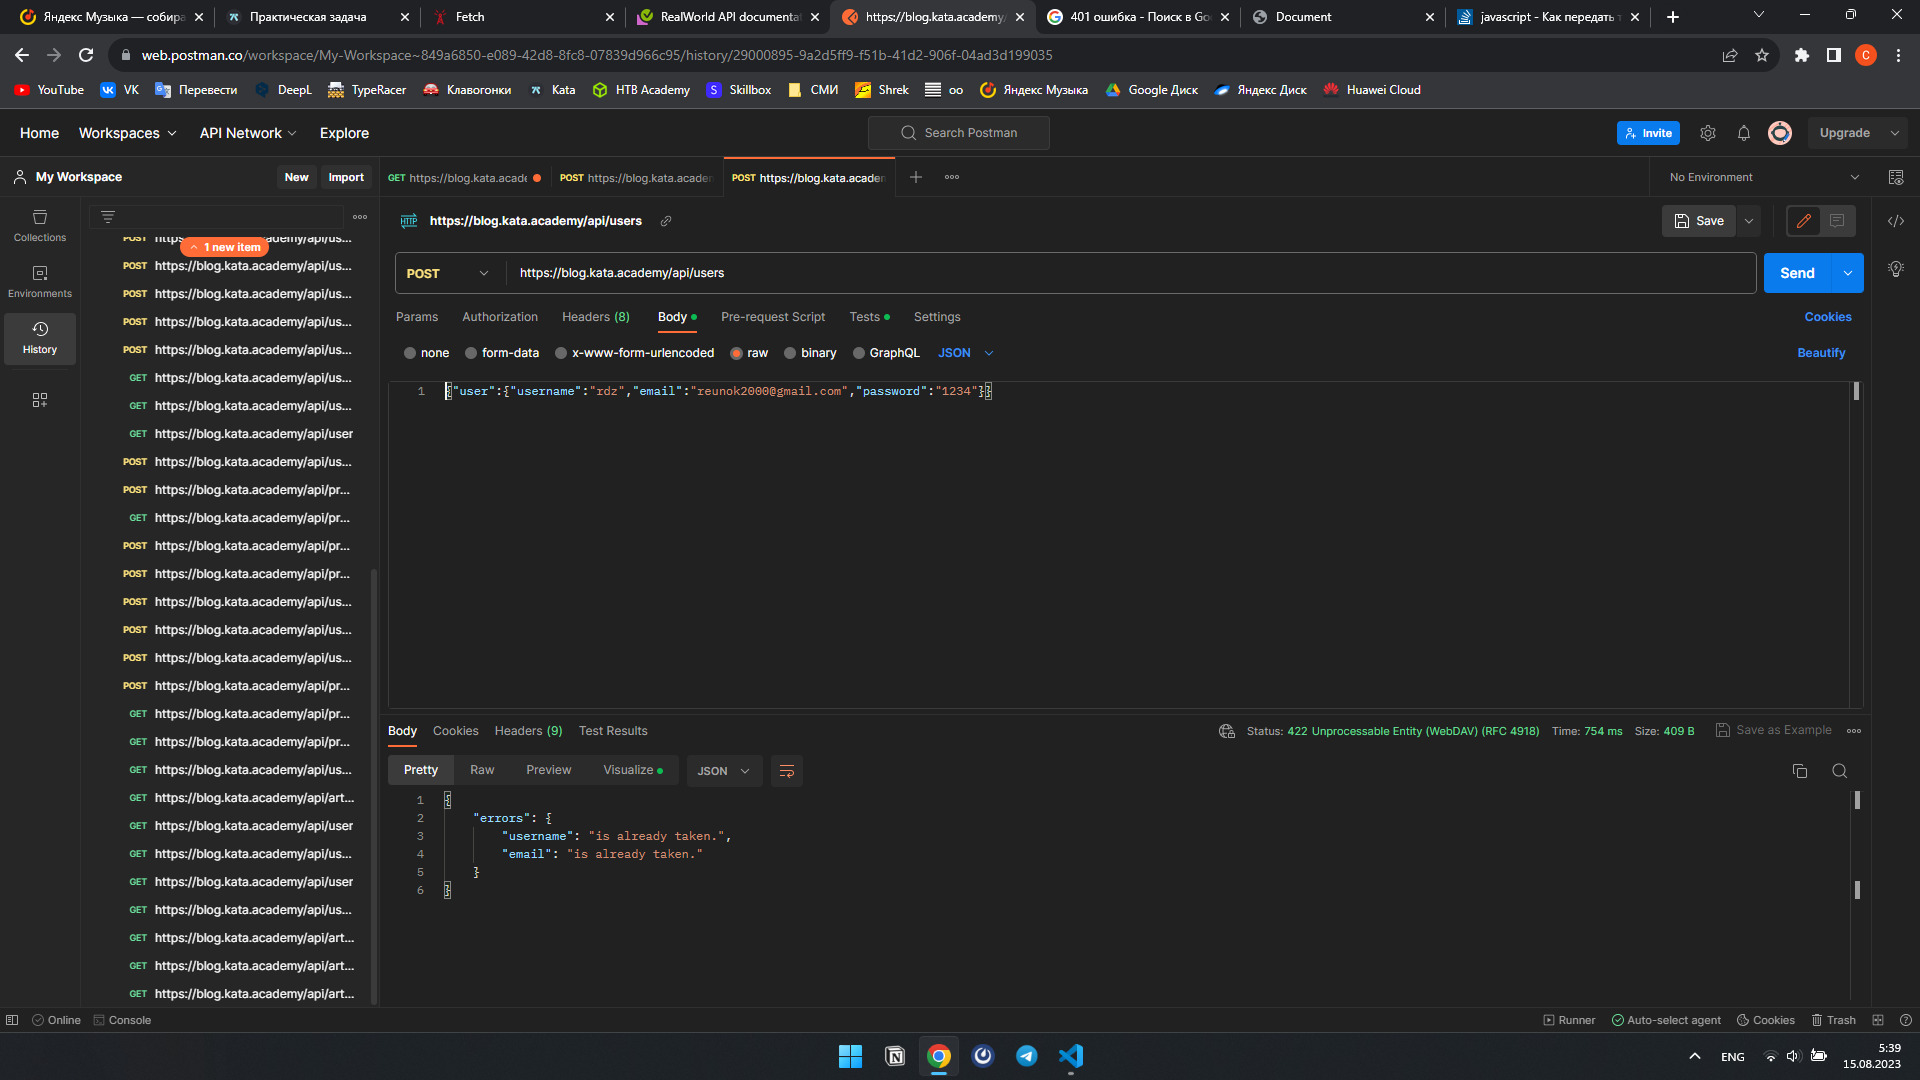 Яндекс Музыка — собира
Практическая задача
Fetch
RealWorld API documentat
https://blog.kata.academy/
401 ошибка - Поиск в Go
Document
javascript - Как передать т
web.postman.co/workspace/My-Workspace~849a6850-e089-42d8-8fc8-07839d966c95/history/29000895-9a2d5ff9-f51b-41d2-906f-04ad3d199035
C
YouTube
VK
Перевести
DeepL
TypeRacer
Клавогонки
Kata
HTB Academy
Skillbox
СМИ
Shrek
oo
Яндекс Музыка
Google Диск
Яндекс Диск
Huawei Cloud
Home
Workspaces
API Network
Explore
Search Postman
Invite
Upgrade
My Workspace
New
Import
GET https://blog.kata.acade
POST https://blog.kata.academ
POST https://blog.kata.academ
No Environment
Collections
Environments
History
1 new item
POST https://blog.kata.academy/api/us...
POST https://blog.kata.academy/api/us...
POST https://blog.kata.academy/api/us...
POST https://blog.kata.academy/api/us...
POST https://blog.kata.academy/api/us...
GET https://blog.kata.academy/api/us...
GET https://blog.kata.academy/api/us...
GET https://blog.kata.academy/api/user
POST https://blog.kata.academy/api/us...
POST https://blog.kata.academy/api/pr...
GET https://blog.kata.academy/api/pr...
POST https://blog.kata.academy/api/pr...
POST https://blog.kata.academy/api/pr...
POST https://blog.kata.academy/api/us...
POST https://blog.kata.academy/api/us...
POST https://blog.kata.academy/api/us...
POST https://blog.kata.academy/api/pr...
GET https://blog.kata.academy/api/pr...
GET https://blog.kata.academy/api/pr...
GET https://blog.kata.academy/api/us...
GET https://blog.kata.academy/api/art...
GET https://blog.kata.academy/api/user
GET https://blog.kata.academy/api/us...
GET https://blog.kata.academy/api/user
GET https://blog.kata.academy/api/us...
GET https://blog.kata.academy/api/art...
GET https://blog.kata.academy/api/art...
GET https://blog.kata.academy/api/art...
HTTP https://blog.kata.academy/api/users
Save
POST
https://blog.kata.academy/api/users
Send
Params
Authorization
Headers (8)
Body
Pre-request Script
Tests
Settings
Cookies
none
form-data
x-www-form-urlencoded
raw
binary
GraphQL
JSON
Beautify
1 {"user":{"username":"rdz","email":"reunok2000@gmail.com","password":"1234"}}
Body
Cookies
Headers (9)
Test Results
Status: 422 Unprocessable Entity (WebDAV) (RFC 4918)
Time: 754 ms
Size: 409 B
Save as Example
Pretty
Raw
Preview
Visualize
JSON
1 {
2 "errors": {
3 "username": "is already taken.",
4 "email": "is already taken."
5 }
6 }
Online
Console
Runner
Auto-select agent
Cookies
Trash
ENG
5:39
15.08.2023